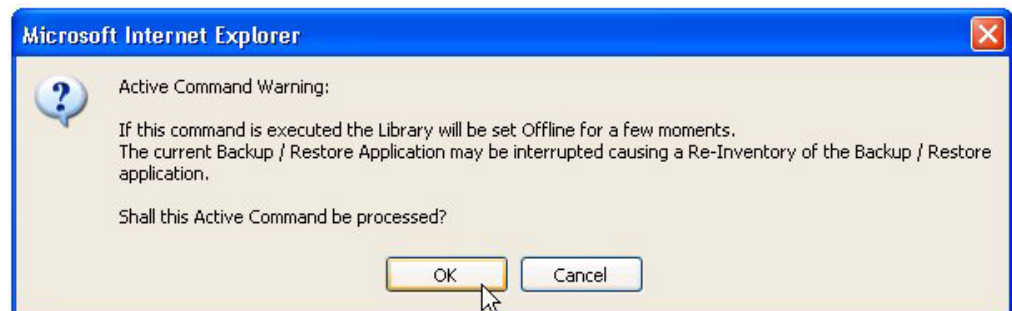 Microsoft Internet Explorer
Active Command Warning:
If this command is executed the Library will be set Offline for a few moments.
The current Backup / Restore Application may be interrupted causing a Re-Inventory of the Backup / Restore
application.
Shall this Active Command be processed?
OK
Cancel